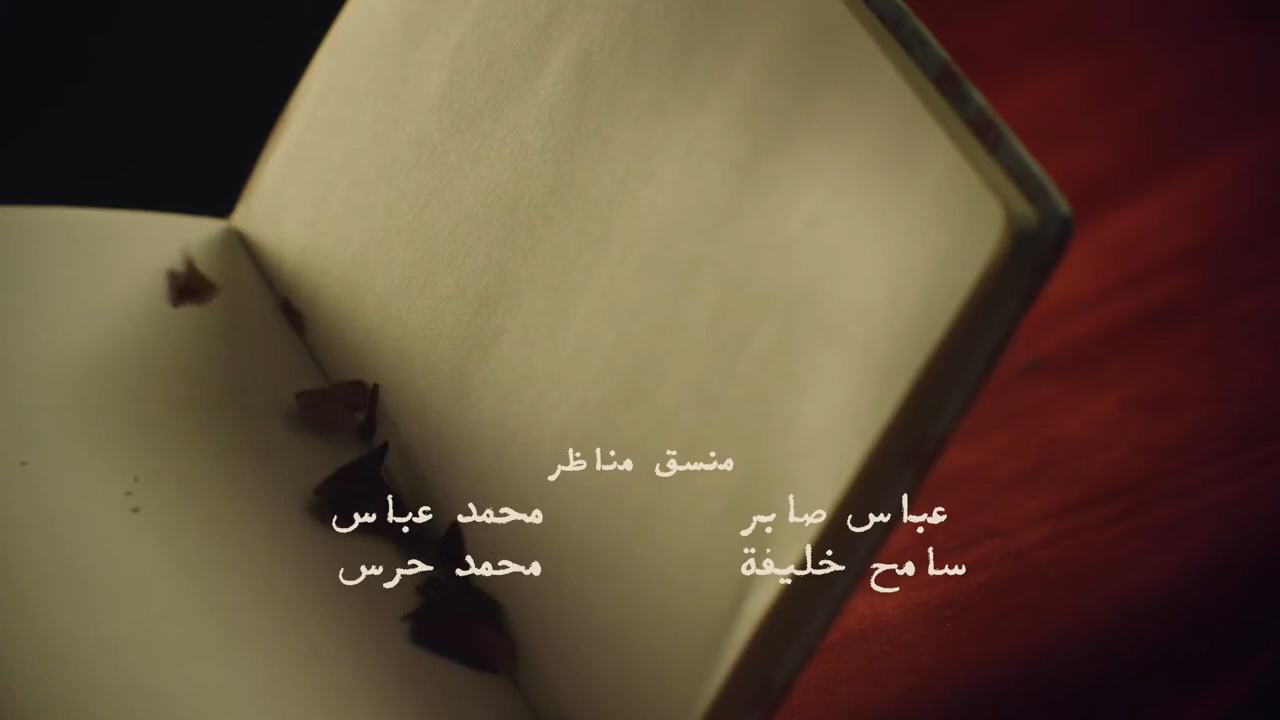 منسق مناظر
عباس صابر محمد عباس
سامح خليفة محمد حرس